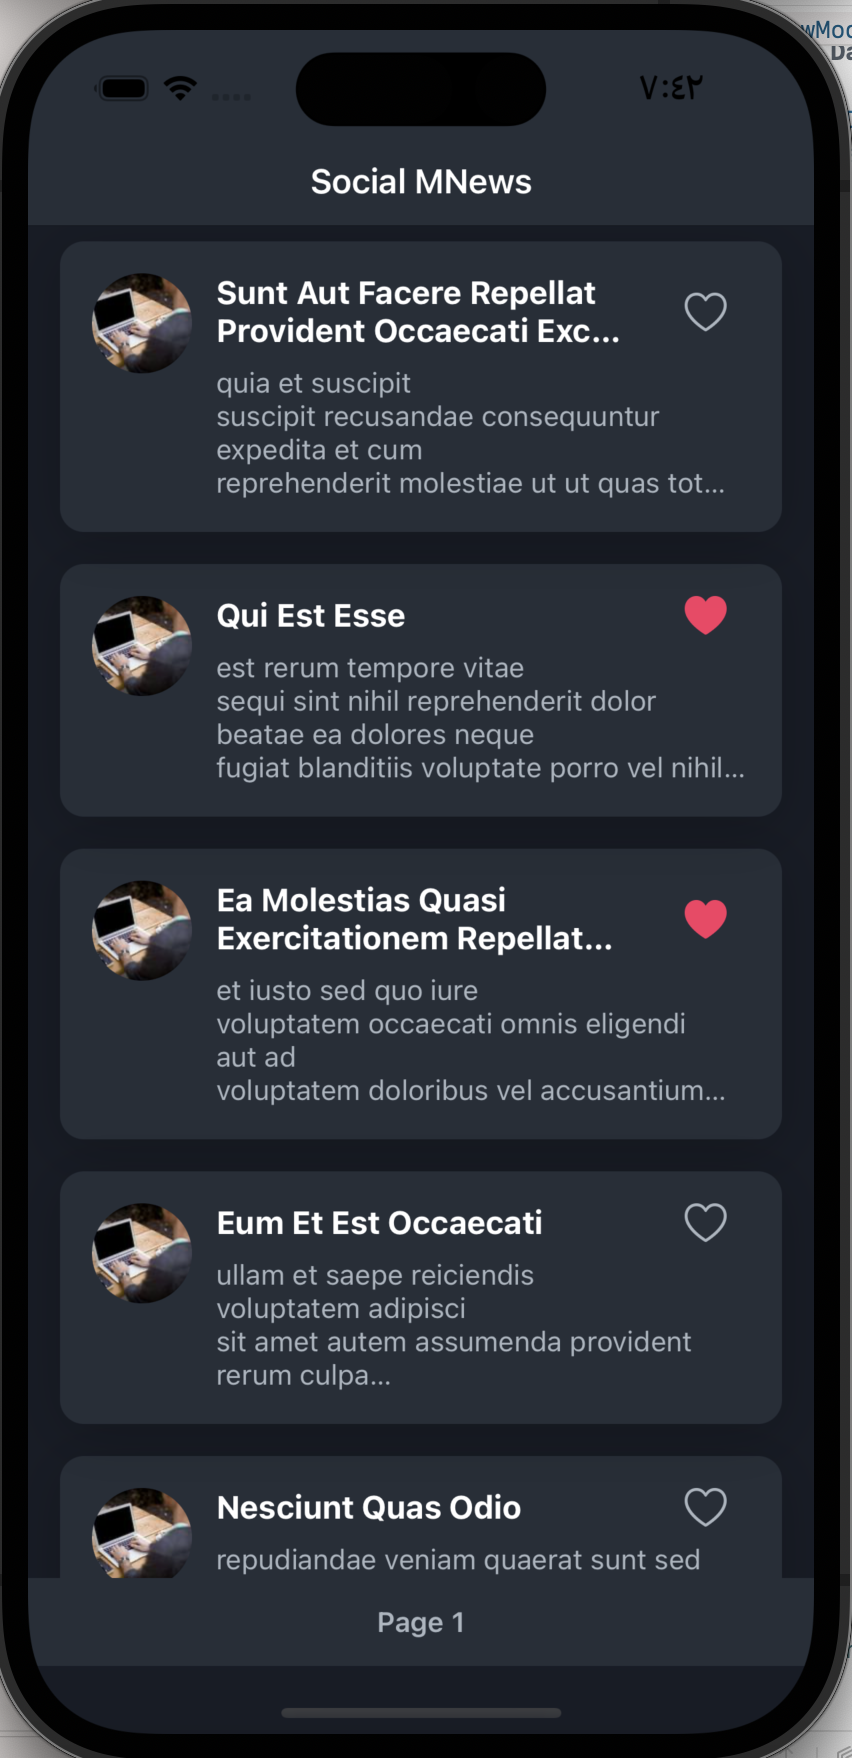 wMod
Da
٧:٤٢
Social MNews
Sunt Aut Facere Repellat
Provident Occaecati Exc...
quia et suscipit
suscipit recusandae consequuntur
expedita et cum
reprehenderit molestiae ut ut quas tot...
Qui Est Esse
est rerum tempore vitae
sequi sint nihil reprehenderit dolor
beatae ea dolores neque
fugiat blanditiis voluptate porro vel nihil...
Ea Molestias Quasi
Exercitationem Repellat...
et iusto sed quo iure
voluptatem occaecati omnis eligendi
aut ad
voluptatem doloribus vel accusantium...
Eum Et Est Occaecati
ullam et saepe reiciendis
voluptatem adipisci
sit amet autem assumenda provident
rerum culpa...
Nesciunt Quas Odio
repudiandae veniam quaerat sunt sed
Page 1